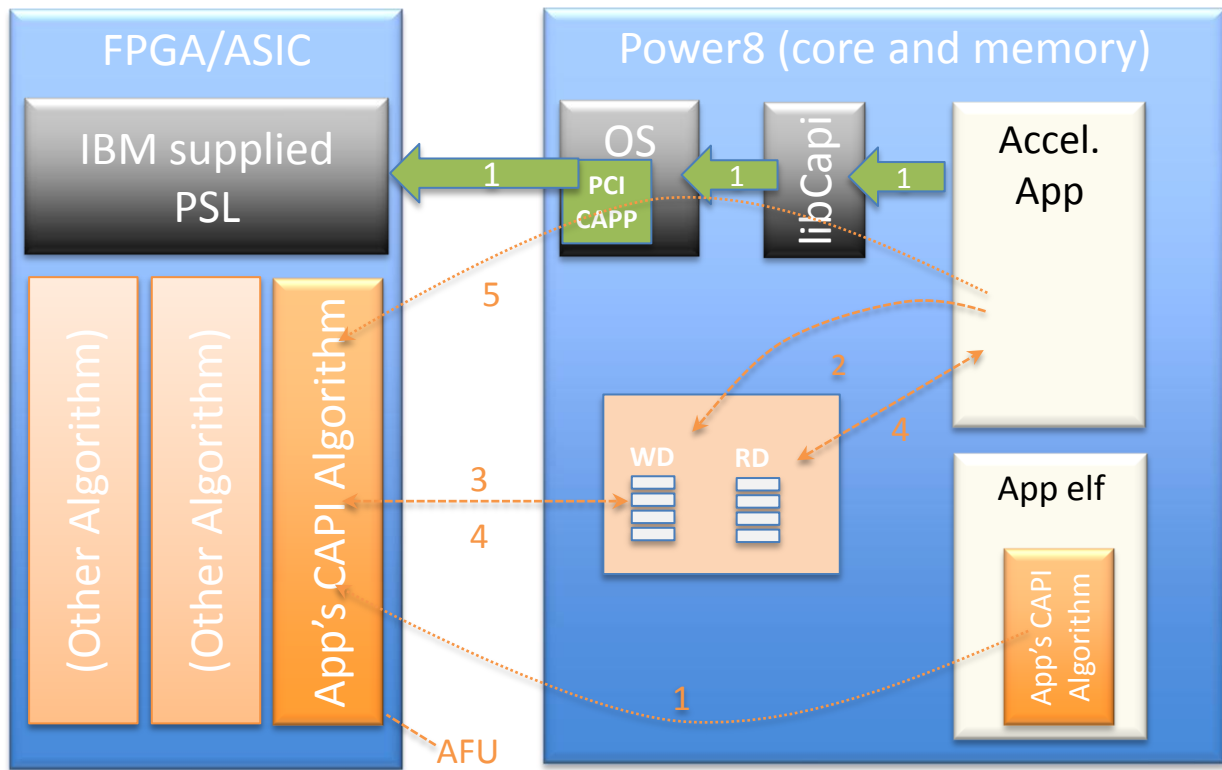 FPGA/ASIC
IBM supplied
PSL
(Other Algorithm)
(Other Algorithm)
App's CAPI Algorithm
AFU
Power8 (core and memory)
OS
PCI
CAPP
libCapi
Accel.
App
1
1
1
5
2
4
WD
RD
3
4
App elf
App's CAPI
Algorithm
1